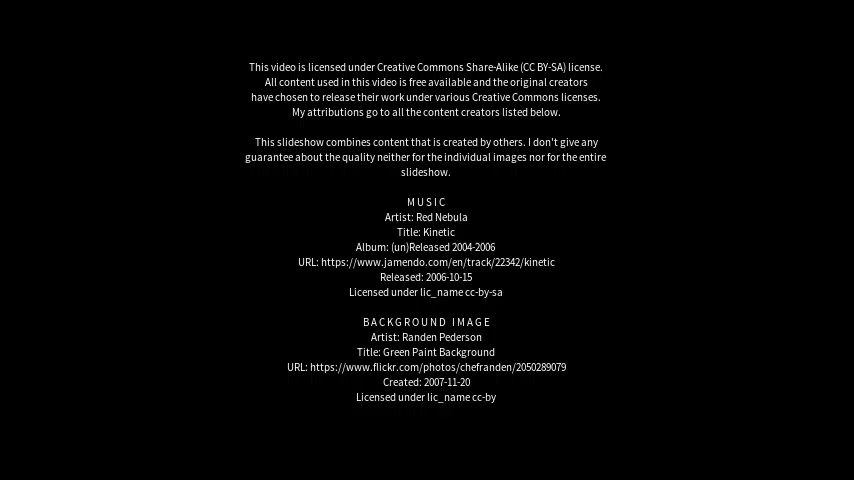 This video is licensed under Creative Commons Share-Alike (CC BY-SA) license.
All content used in this video is free available and the original creators
have chosen to release their work under various Creative Commons licenses.
My attributions go to all the content creators listed below.
This slideshow combines content that is created by others. I don't give any
guarantee about the quality neither for the individual images nor for the entire
slideshow.
MUSIC
Artist: Red Nebula
Title: Kinetic
Album: (un)Released 2004-2006
URL: https://www.jamendo.com/en/track/22342/kinetic
Released: 2006-10-15
Licensed under lic_name cc-by-sa
BACKGROUND IMAGE
Artist: Randen Pederson
Title: Green Paint Background
URL: https://www.flickr.com/photos/chefranden/2050289079
Created: 2007-11-20
Licensed under lic_name cc-by